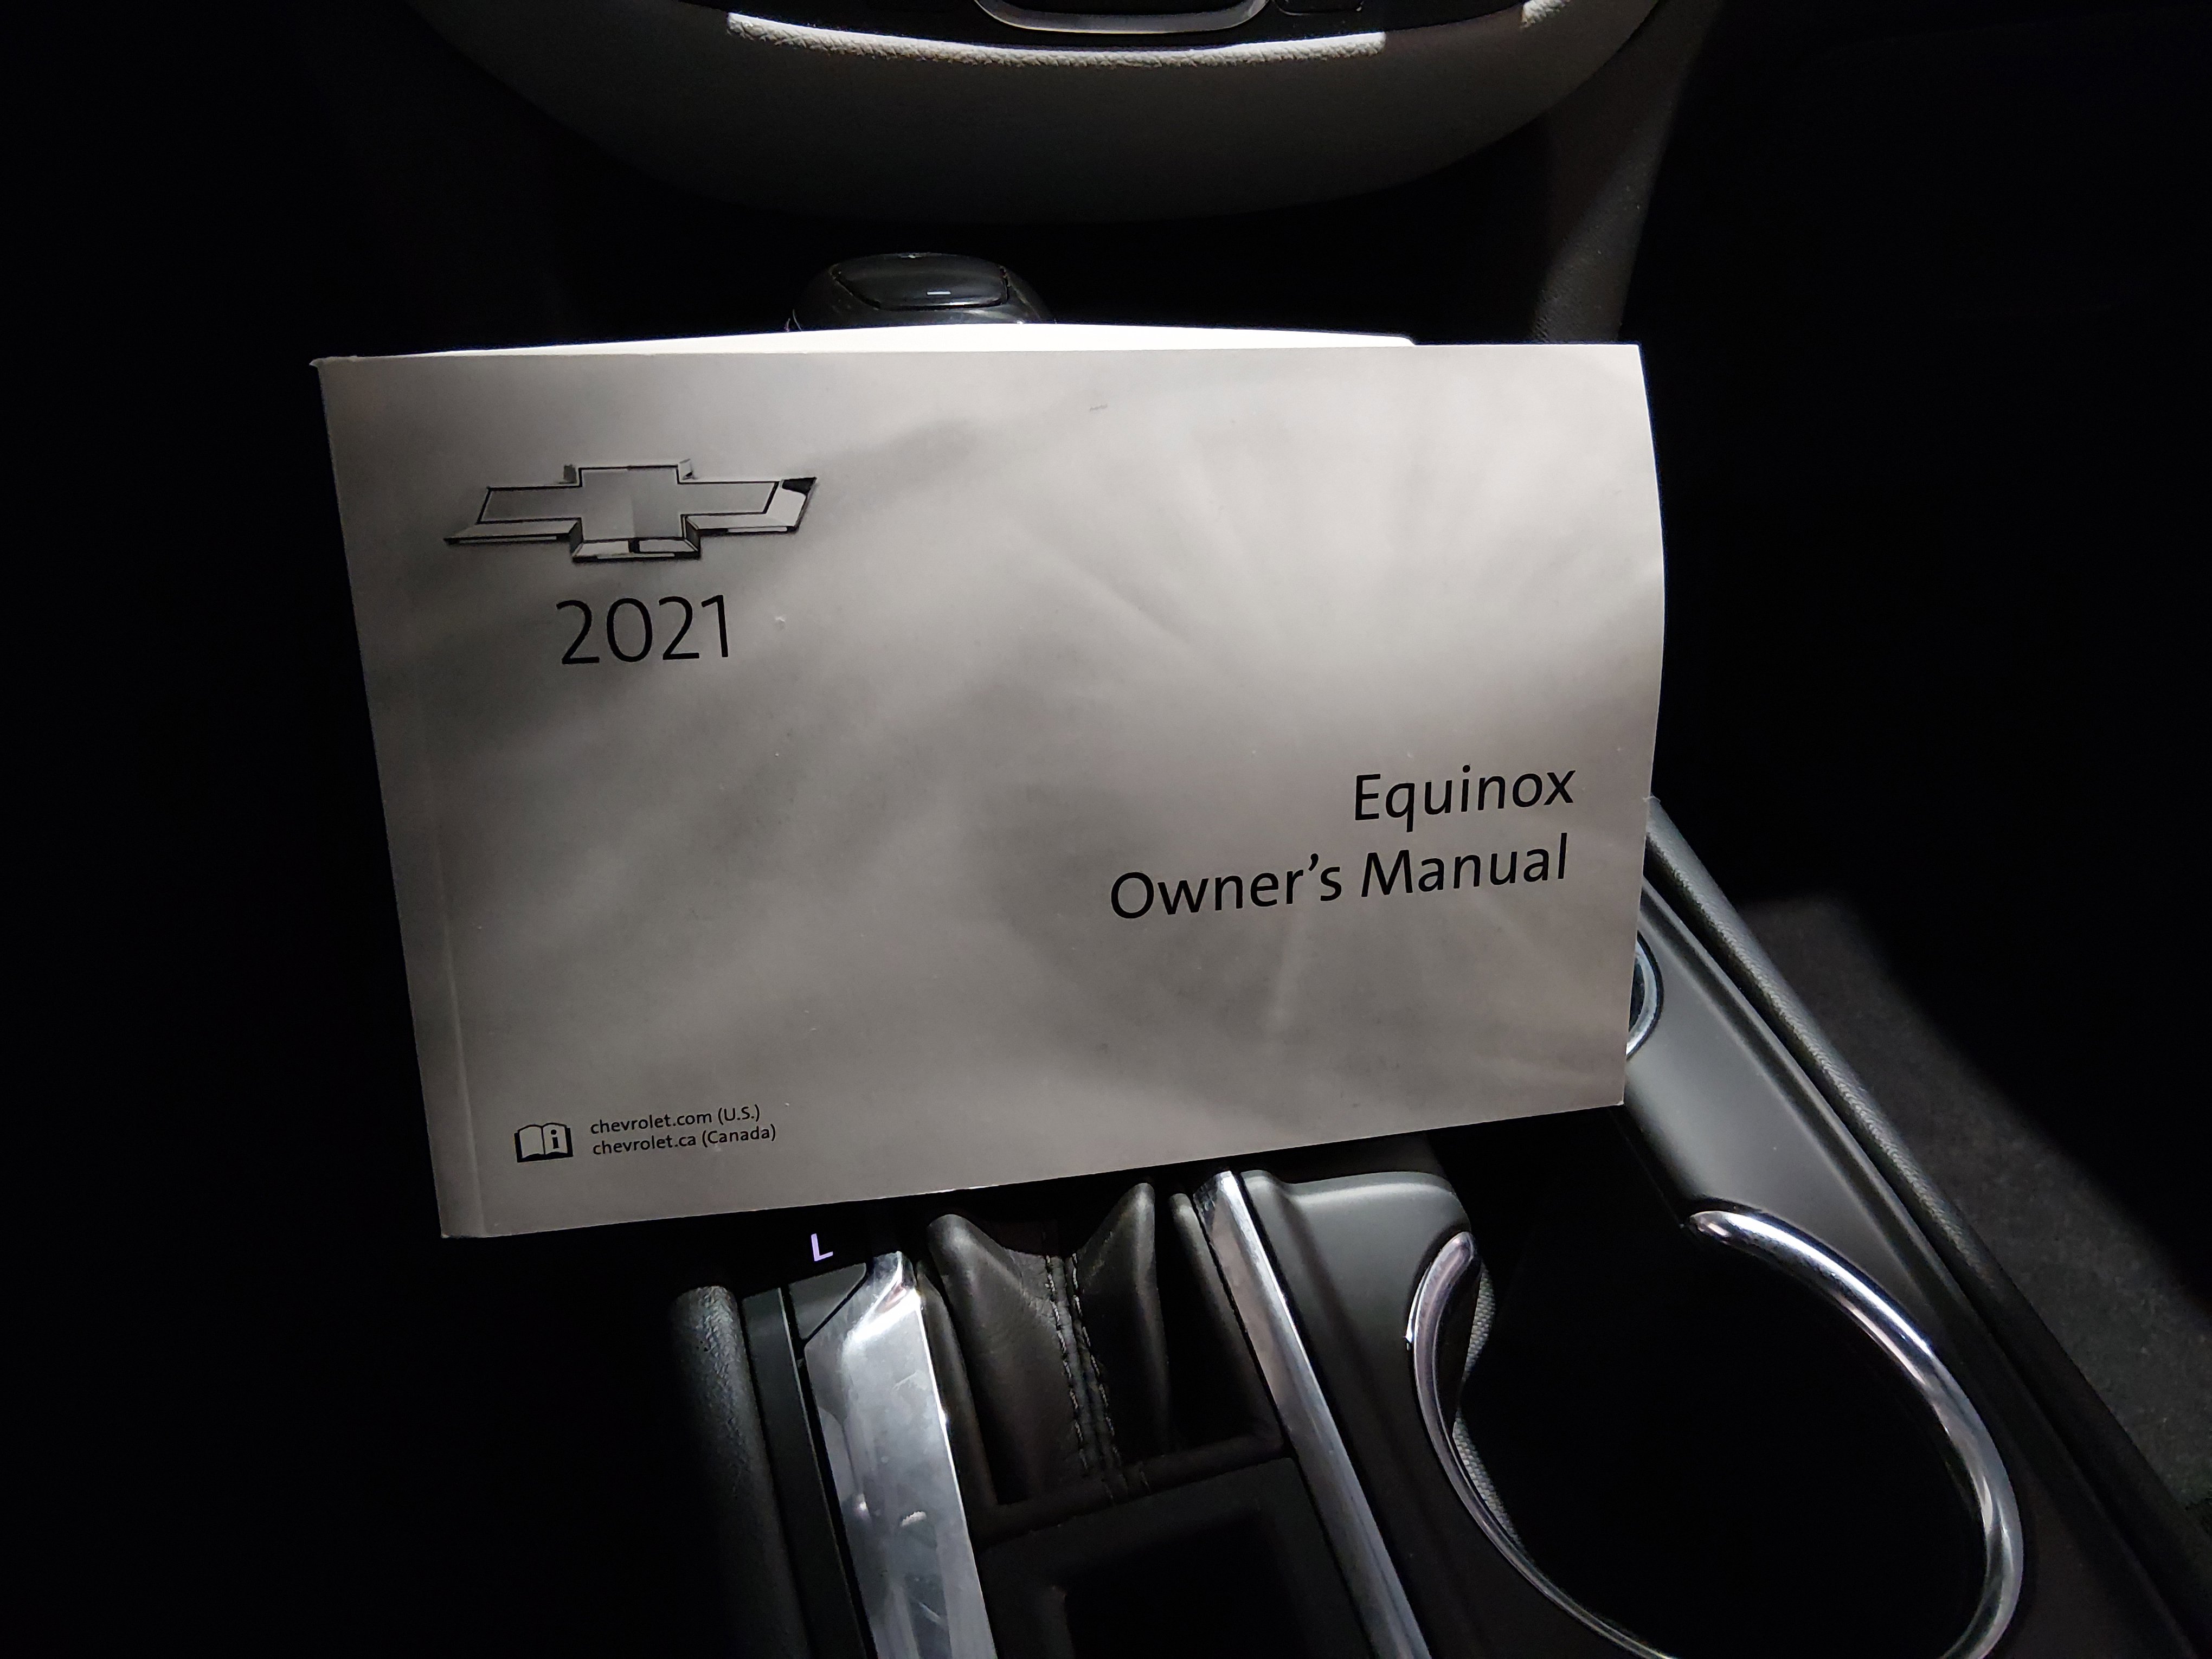 2021
Equinox
Owner's Manual
chevrolet.com (U.S.)
chevrolet.ca (Canada)
L